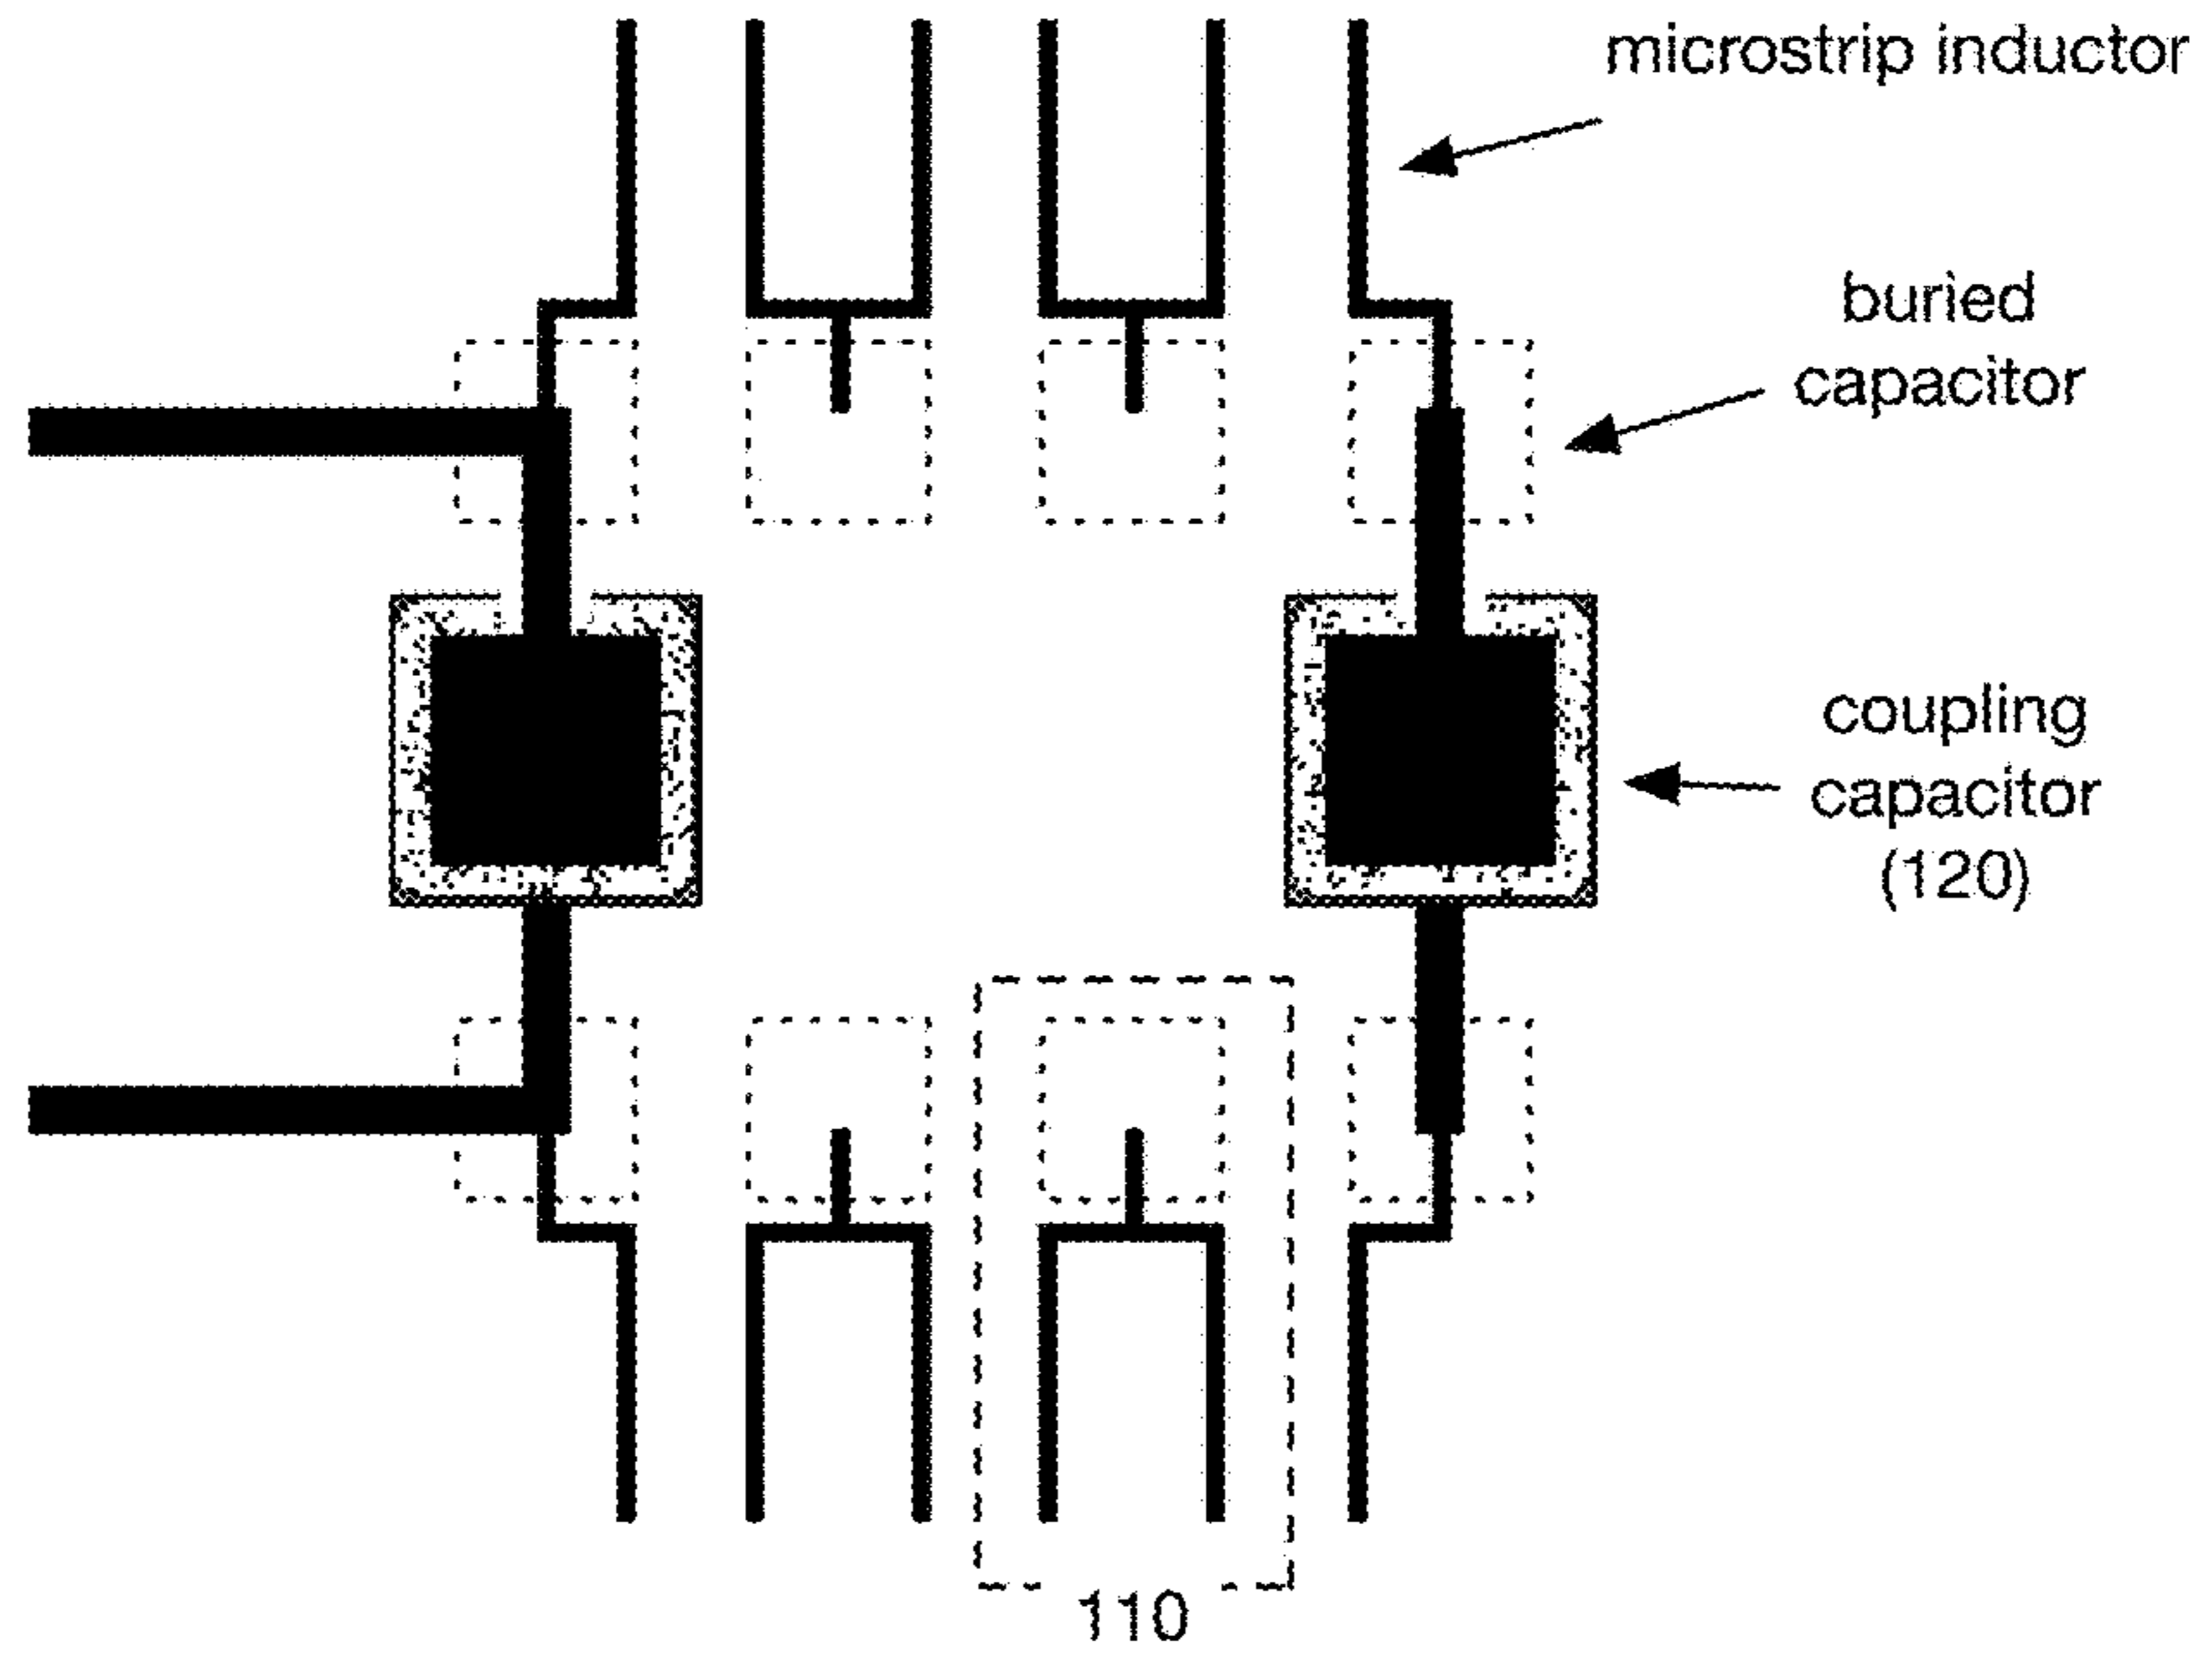 microstrip inductor
buried
capacitor
coupling
capacitor
(120)
110